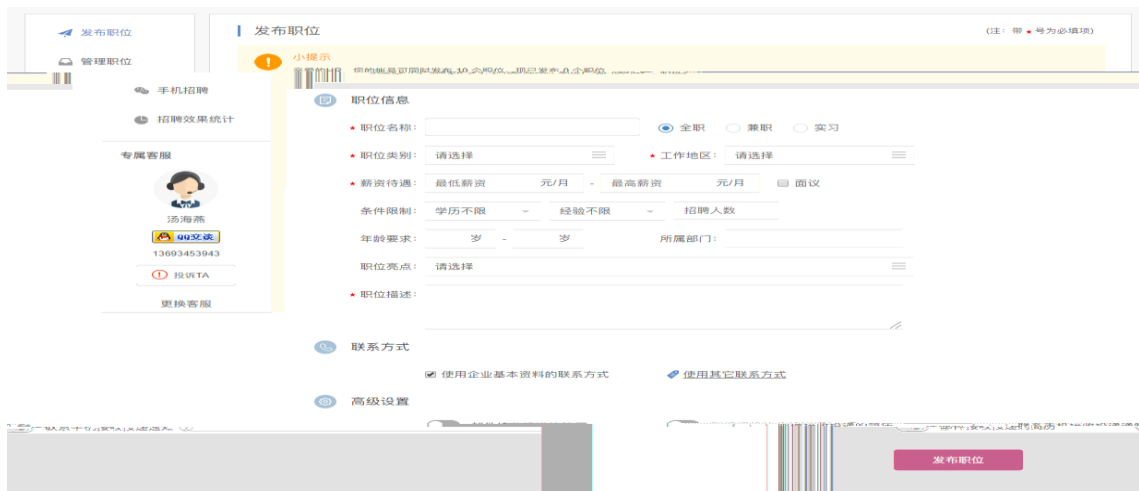 发布职位
发布职位
(注: 带 ★ 号为必填项)
管理职位
小提示
手机招聘
招聘效果统计
专属客服
汤海燕
QQ交谈
13693453943
投诉TA
更换客服
职位信息
★ 职位名称: 全职 兼职 实习
★ 职位类别: 请选择 ★ 工作地区: 请选择
★ 薪资待遇: 最低薪资 元/月 - 最高薪资 元/月 面议
条件限制: 学历不限 经验不限 招聘人数
年龄要求: 岁 - 岁 所属部门:
职位亮点: 请选择
★ 职位描述:
联系方式
使用企业基本资料的联系方式 使用其它联系方式
高级设置
发布职位